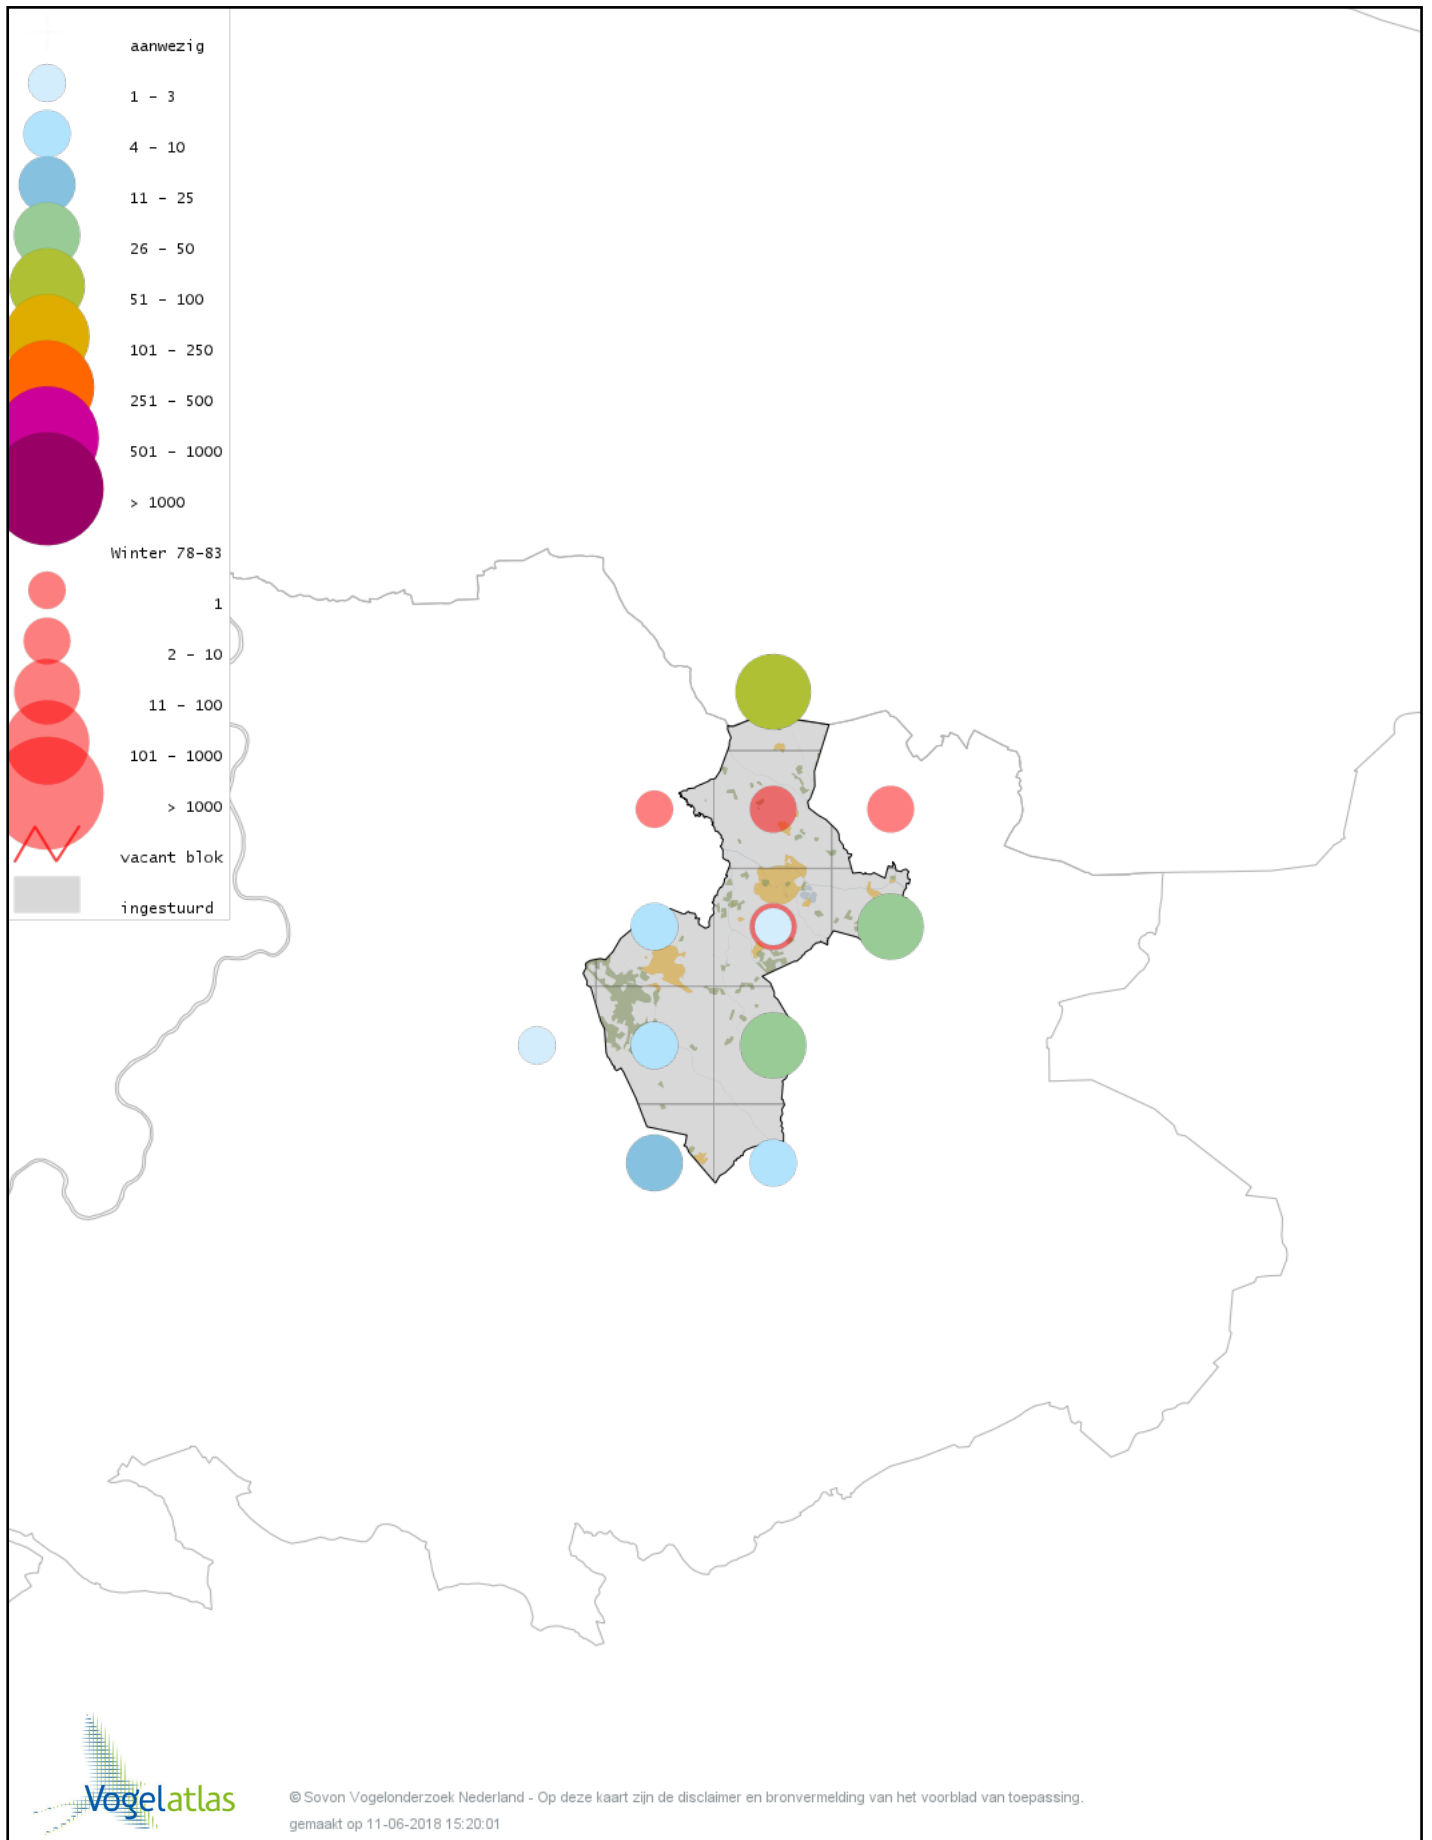 aanwezig
1 - 3
4 - 10
11 - 25
26 - 50
51 - 100
101 - 250
251 - 500
501 - 1000
> 1000
Winter 78-83
1
2 - 10
11 - 100
101 - 1000
> 1000
vacant blok
ingestuurd
Vogelatlas
© Sovon Vogelonderzoek Nederland - Op deze kaart zijn de disclaimer en bronvermelding van het voorblad van toepassing.
gemaakt op 11-06-2018 15:20:01